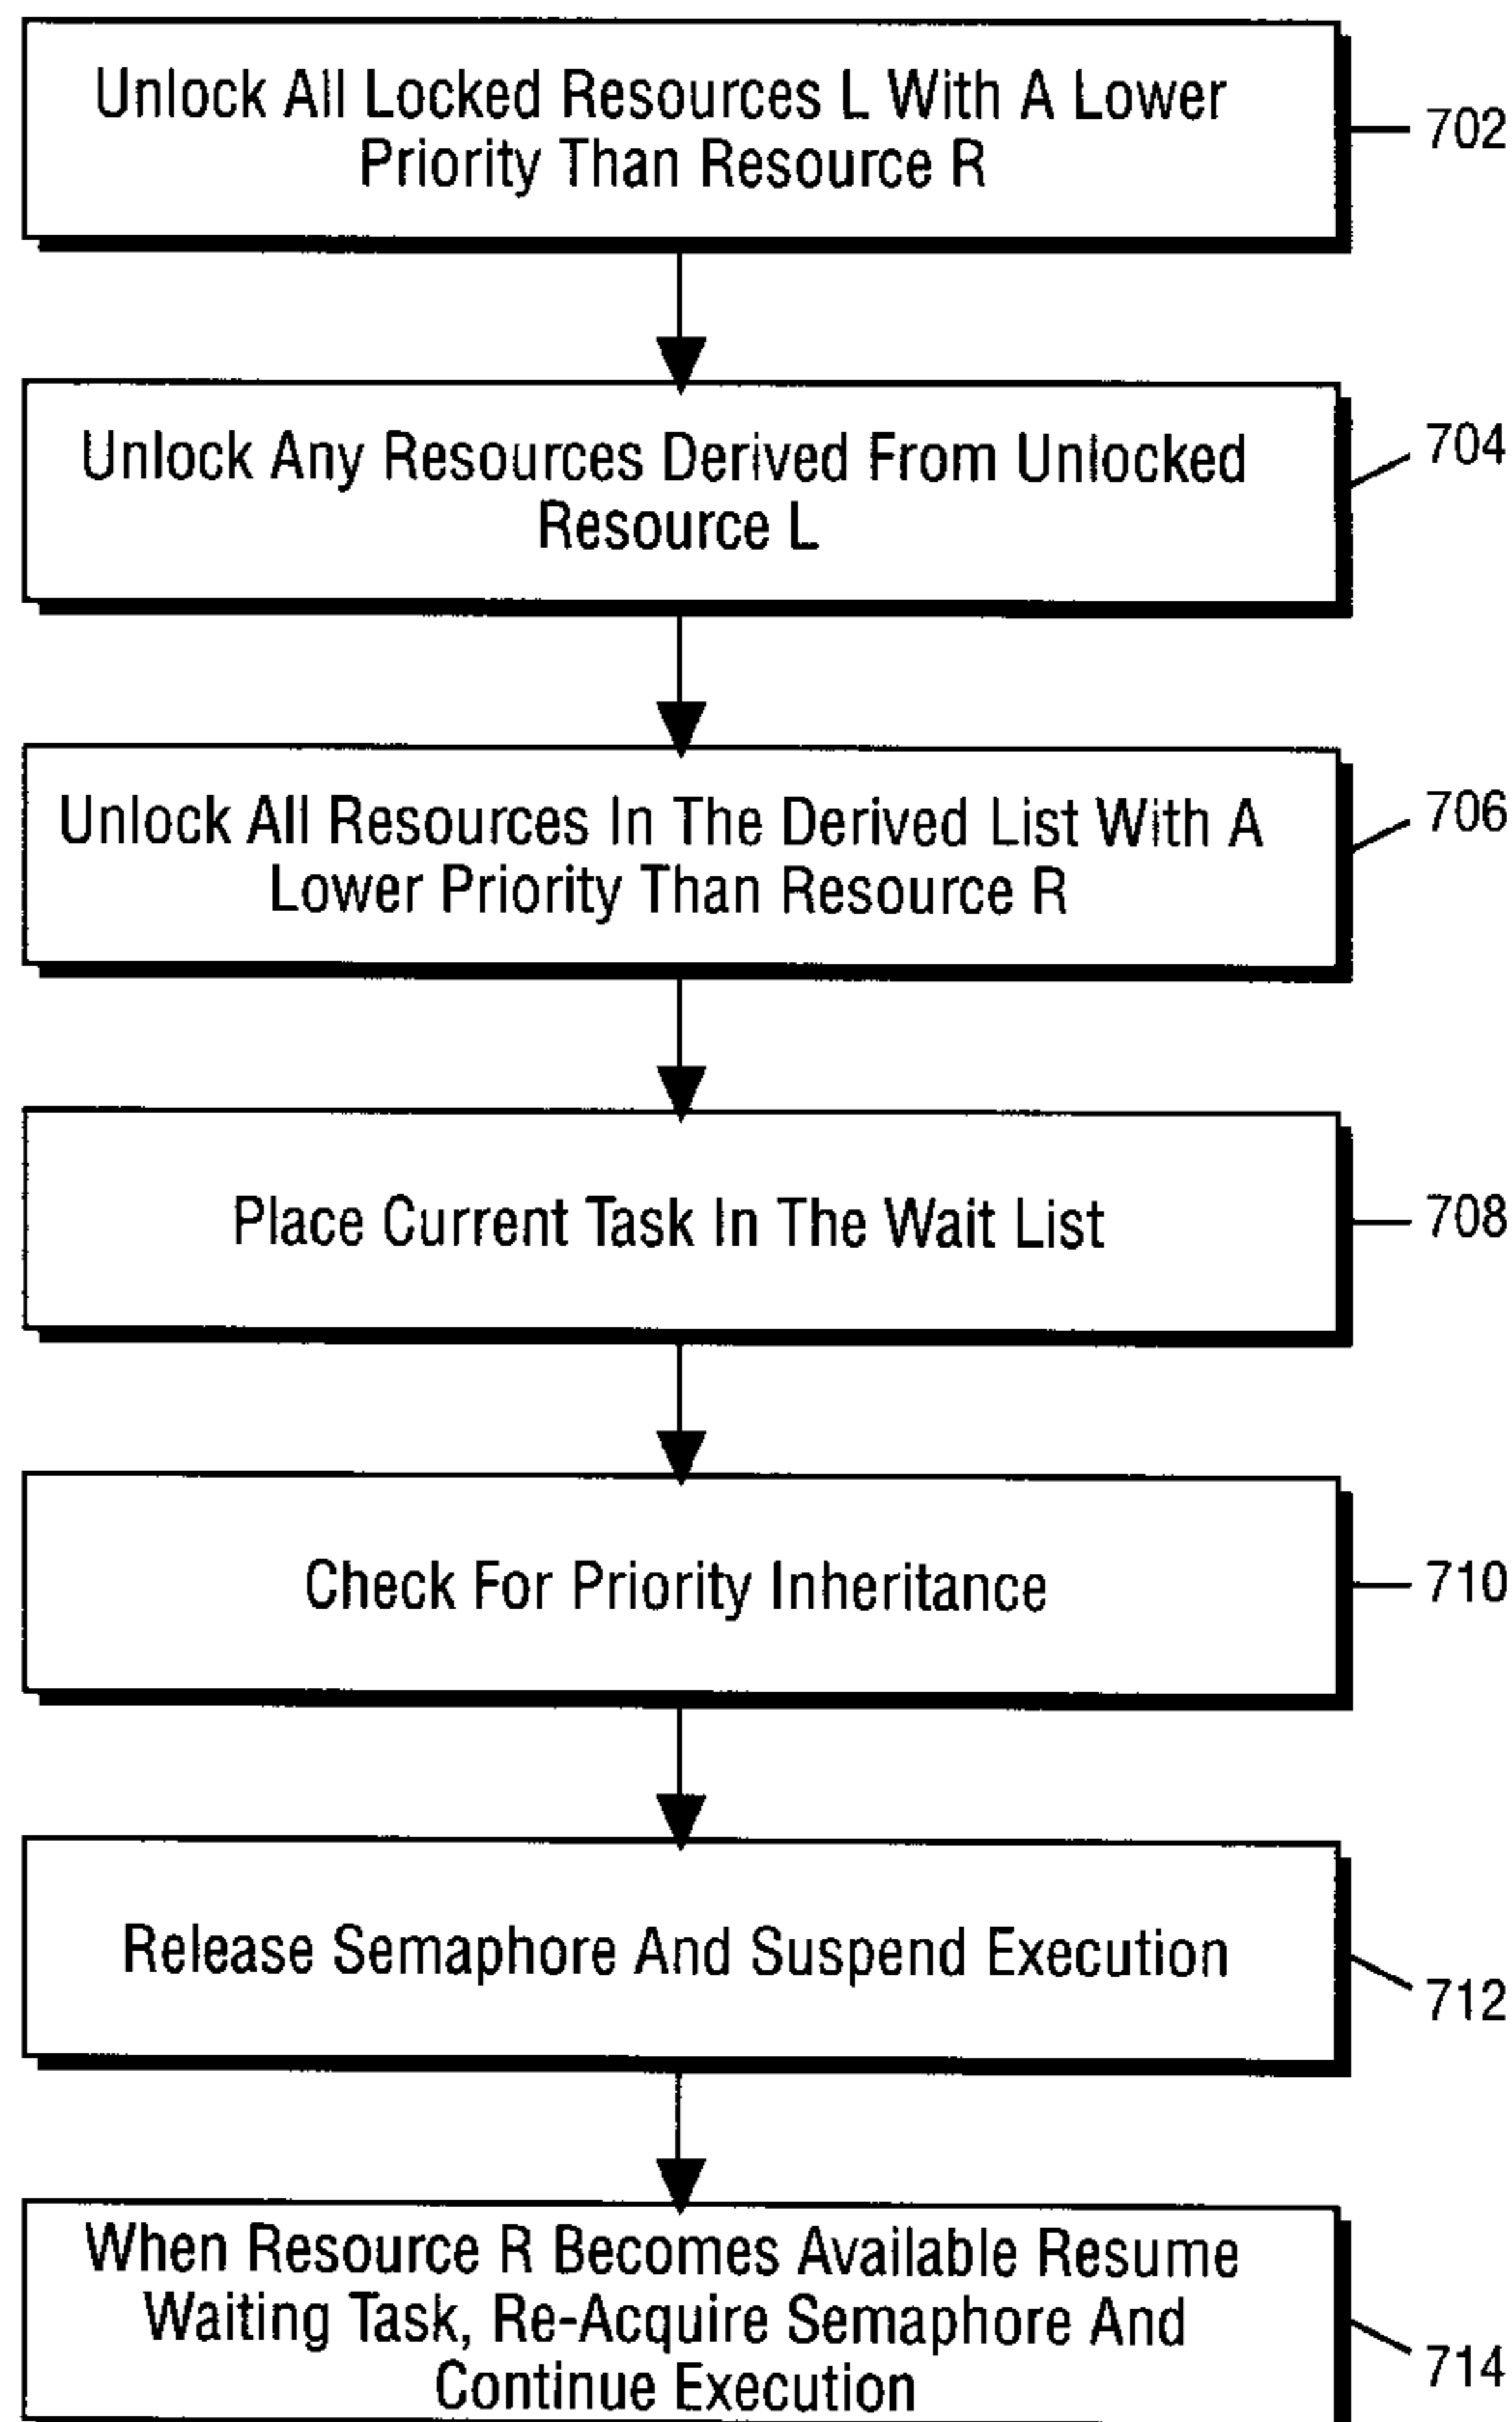 Unlock All Locked Resources L With A Lower
Priority Than Resource R
702
Unlock Any Resources Derived From Unlocked
Resource L
704
Unlock All Resources In The Derived List With A
Lower Priority Than Resource R
706
Place Current Task In The Wait List
708
Check For Priority Inheritance
710
Release Semaphore And Suspend Execution
712
When Resource R Becomes Available Resume
Waiting Task, Re-Acquire Semaphore And
Continue Execution
714